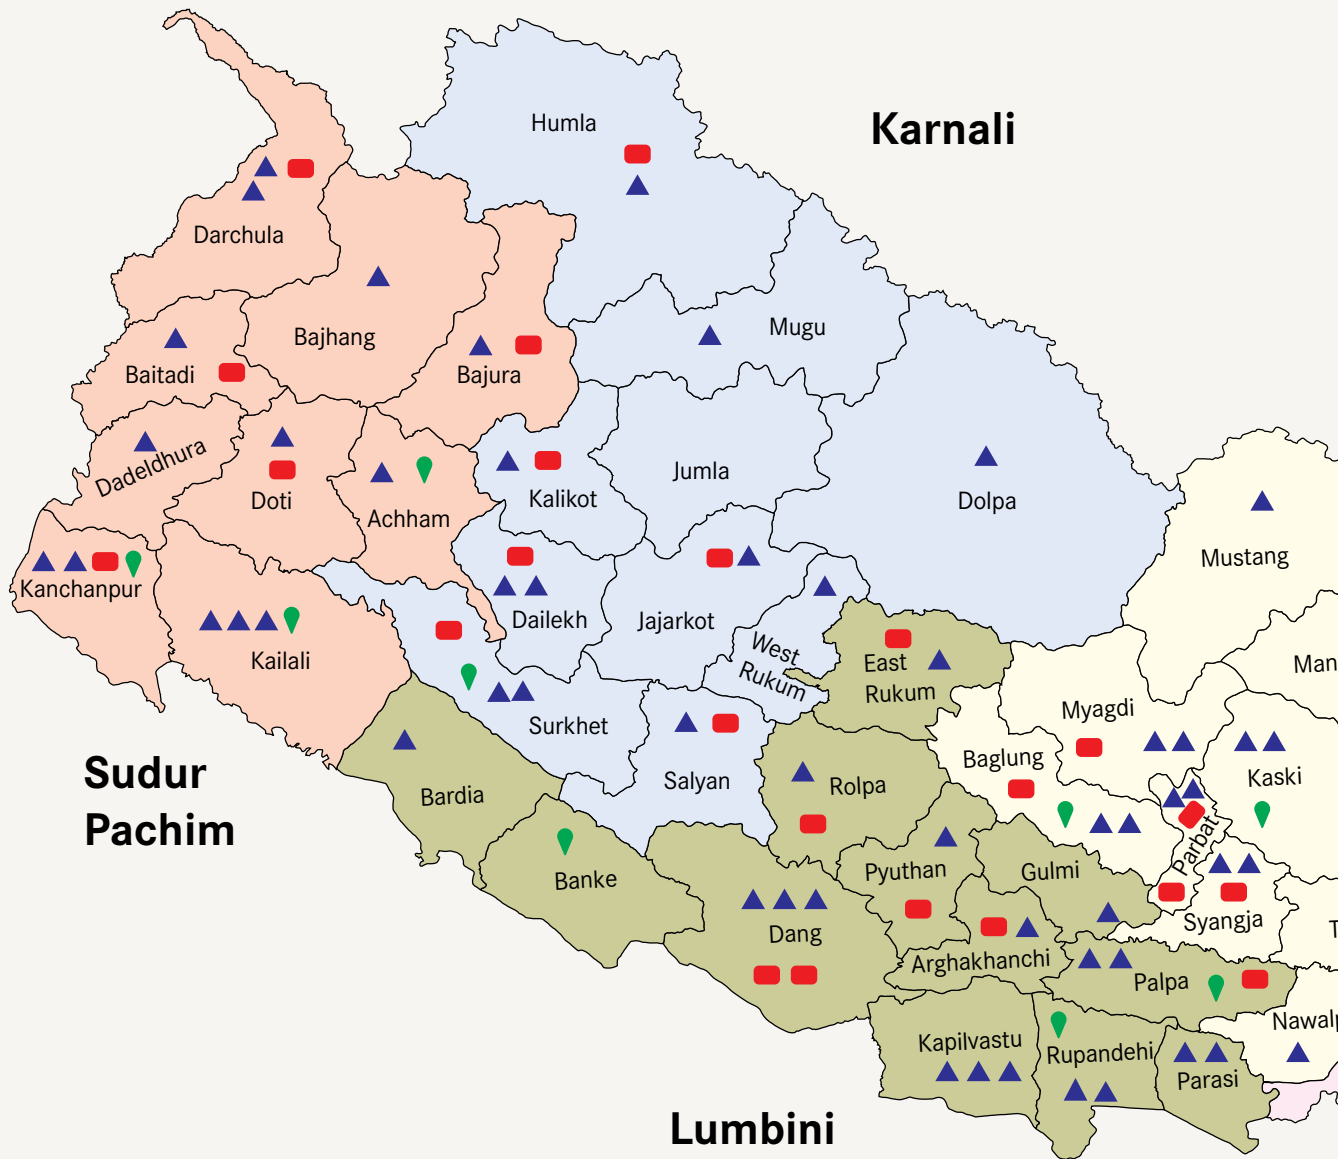 Humla
Karnali
Darchula
Bajhang
Mugu
Baitadi
Bajura
Dadeldhura
Doti
Achham
Kalikot
Jumla
Dolpa
Mustang
Kanchanpur
Kailali
Dailekh
Jajarkot
West
Rukum
East
Rukum
Man
Surkhet
Myagdi
Sudur
Pachim
Bardia
Salyan
Rolpa
Baglung
Kaski
Parbat
Banke
Pyuthan
Gulmi
Dang
Syangja
T
Arghakhanchi
Palpa
Nawalp
Kapilvastu
Rupandehi
Parasi
Lumbini